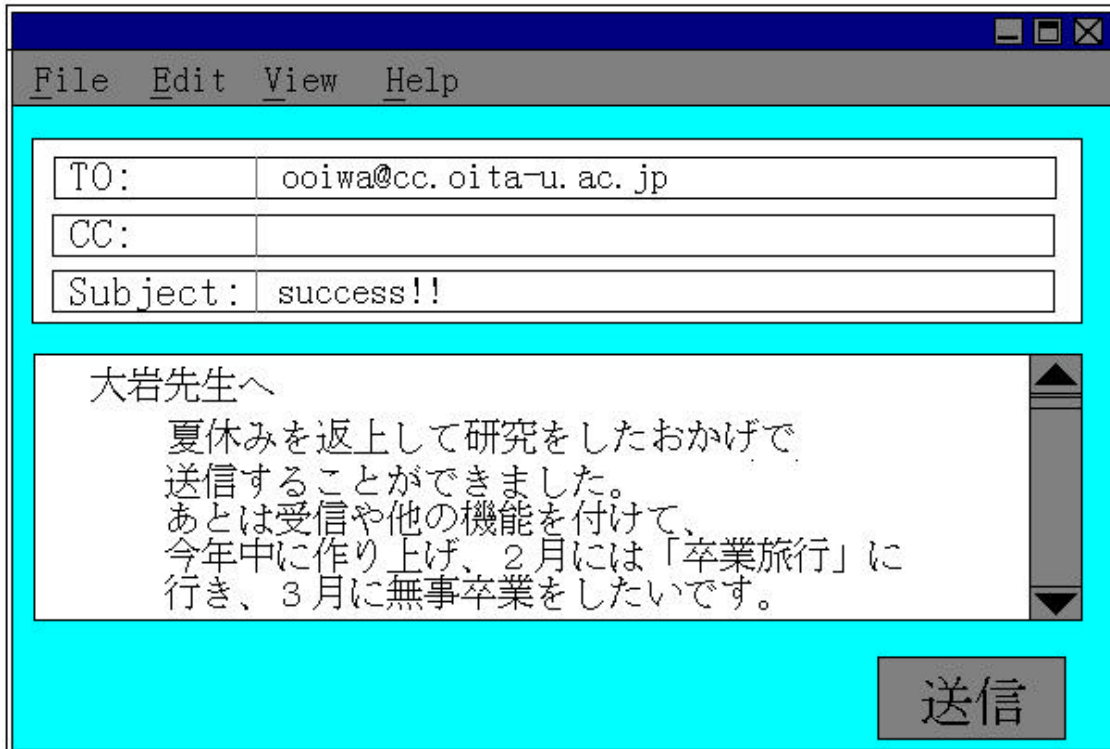 File Edit View Help
TO: ooiwa@cc.oita-u.ac.jp
CC:
Subject: success!!
大岩先生へ
夏休みを返上して研究をしたおかげで
送信することができました。
あとは受信や他の機能を付けて、
今年中に作り上げ、２月には「卒業旅行」に
行き、３月に無事卒業をしたいです。
送信